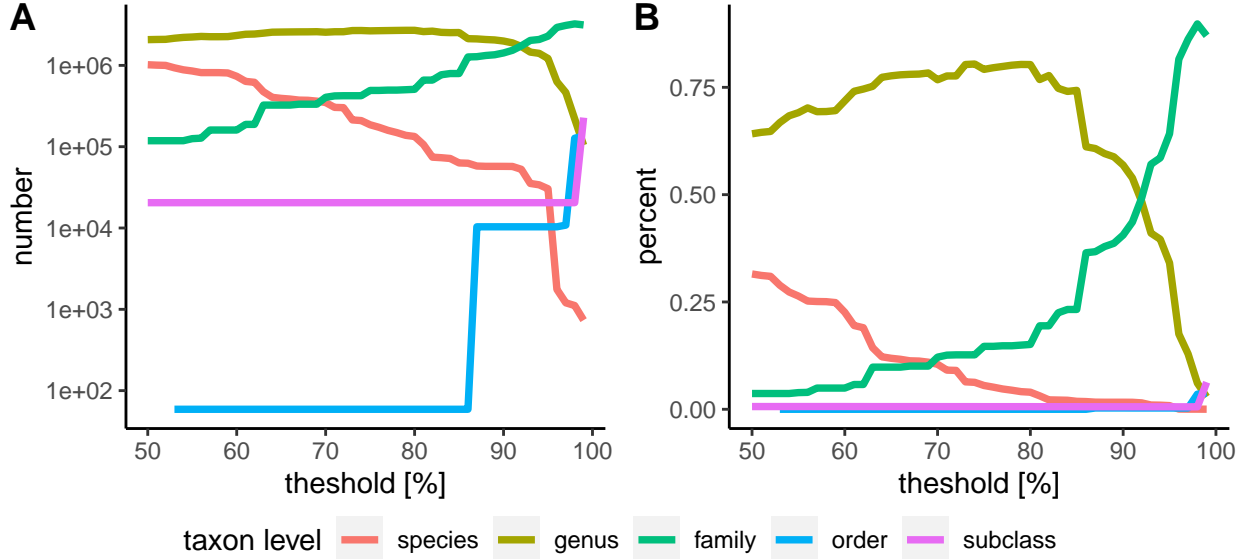 A
B
number
1e+06
1e+05
1e+04
1e+03
1e+02
50 60 70 80 90 100
theshold [%]
percent
0.75
0.50
0.25
0.00
50 60 70 80 90 100
theshold [%]
taxon level species genus family order subclass